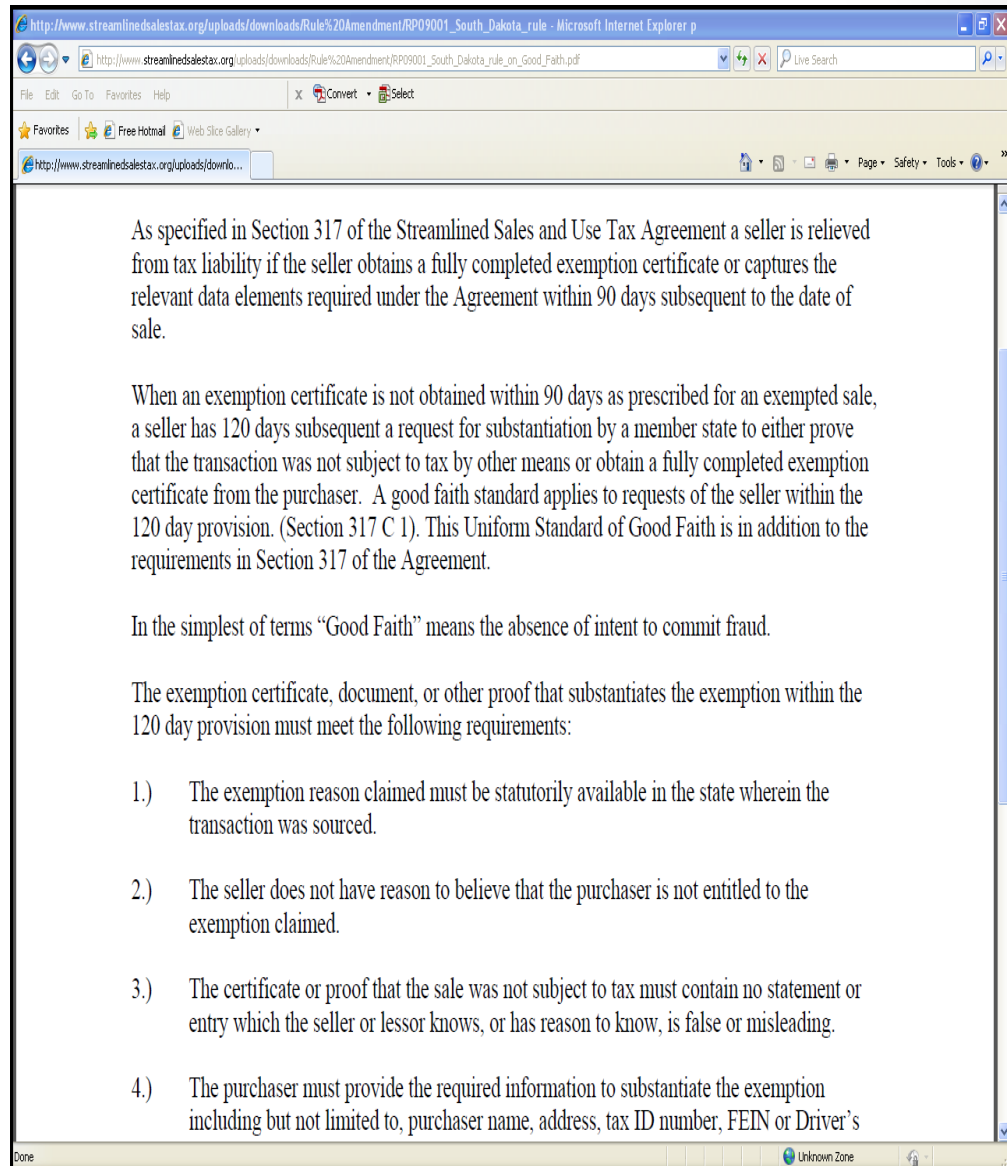 http://www.streamlinedsalestax.org/uploads/downloads/Rule%20Amendment/RP09001_South_Dakota_rule - Microsoft Internet Explorer p
http://www.streamlinedsalestax.org/uploads/downloads/Rule%20Amendment/RP09001_South_Dakota_rule_on_Good_Faith.pdf
Live Search
File Edit Go To Favorites Help x Convert Select
Favorites Free Hotmail Web Slice Gallery
http://www.streamlinedsalestax.org/uploads/downlo... Page Safety Tools »
As specified in Section 317 of the Streamlined Sales and Use Tax Agreement a seller is relieved
from tax liability if the seller obtains a fully completed exemption certificate or captures the
relevant data elements required under the Agreement within 90 days subsequent to the date of
sale.
When an exemption certificate is not obtained within 90 days as prescribed for an exempted sale,
a seller has 120 days subsequent a request for substantiation by a member state to either prove
that the transaction was not subject to tax by other means or obtain a fully completed exemption
certificate from the purchaser. A good faith standard applies to requests of the seller within the
120 day provision. (Section 317 C 1). This Uniform Standard of Good Faith is in addition to the
requirements in Section 317 of the Agreement.
In the simplest of terms “Good Faith” means the absence of intent to commit fraud.
The exemption certificate, document, or other proof that substantiates the exemption within the
120 day provision must meet the following requirements:
1.) The exemption reason claimed must be statutorily available in the state wherein the
transaction was sourced.
2.) The seller does not have reason to believe that the purchaser is not entitled to the
exemption claimed.
3.) The certificate or proof that the sale was not subject to tax must contain no statement or
entry which the seller or lessor knows, or has reason to know, is false or misleading.
4.) The purchaser must provide the required information to substantiate the exemption
including but not limited to, purchaser name, address, tax ID number, FEIN or Driver’s
Done Unknown Zone